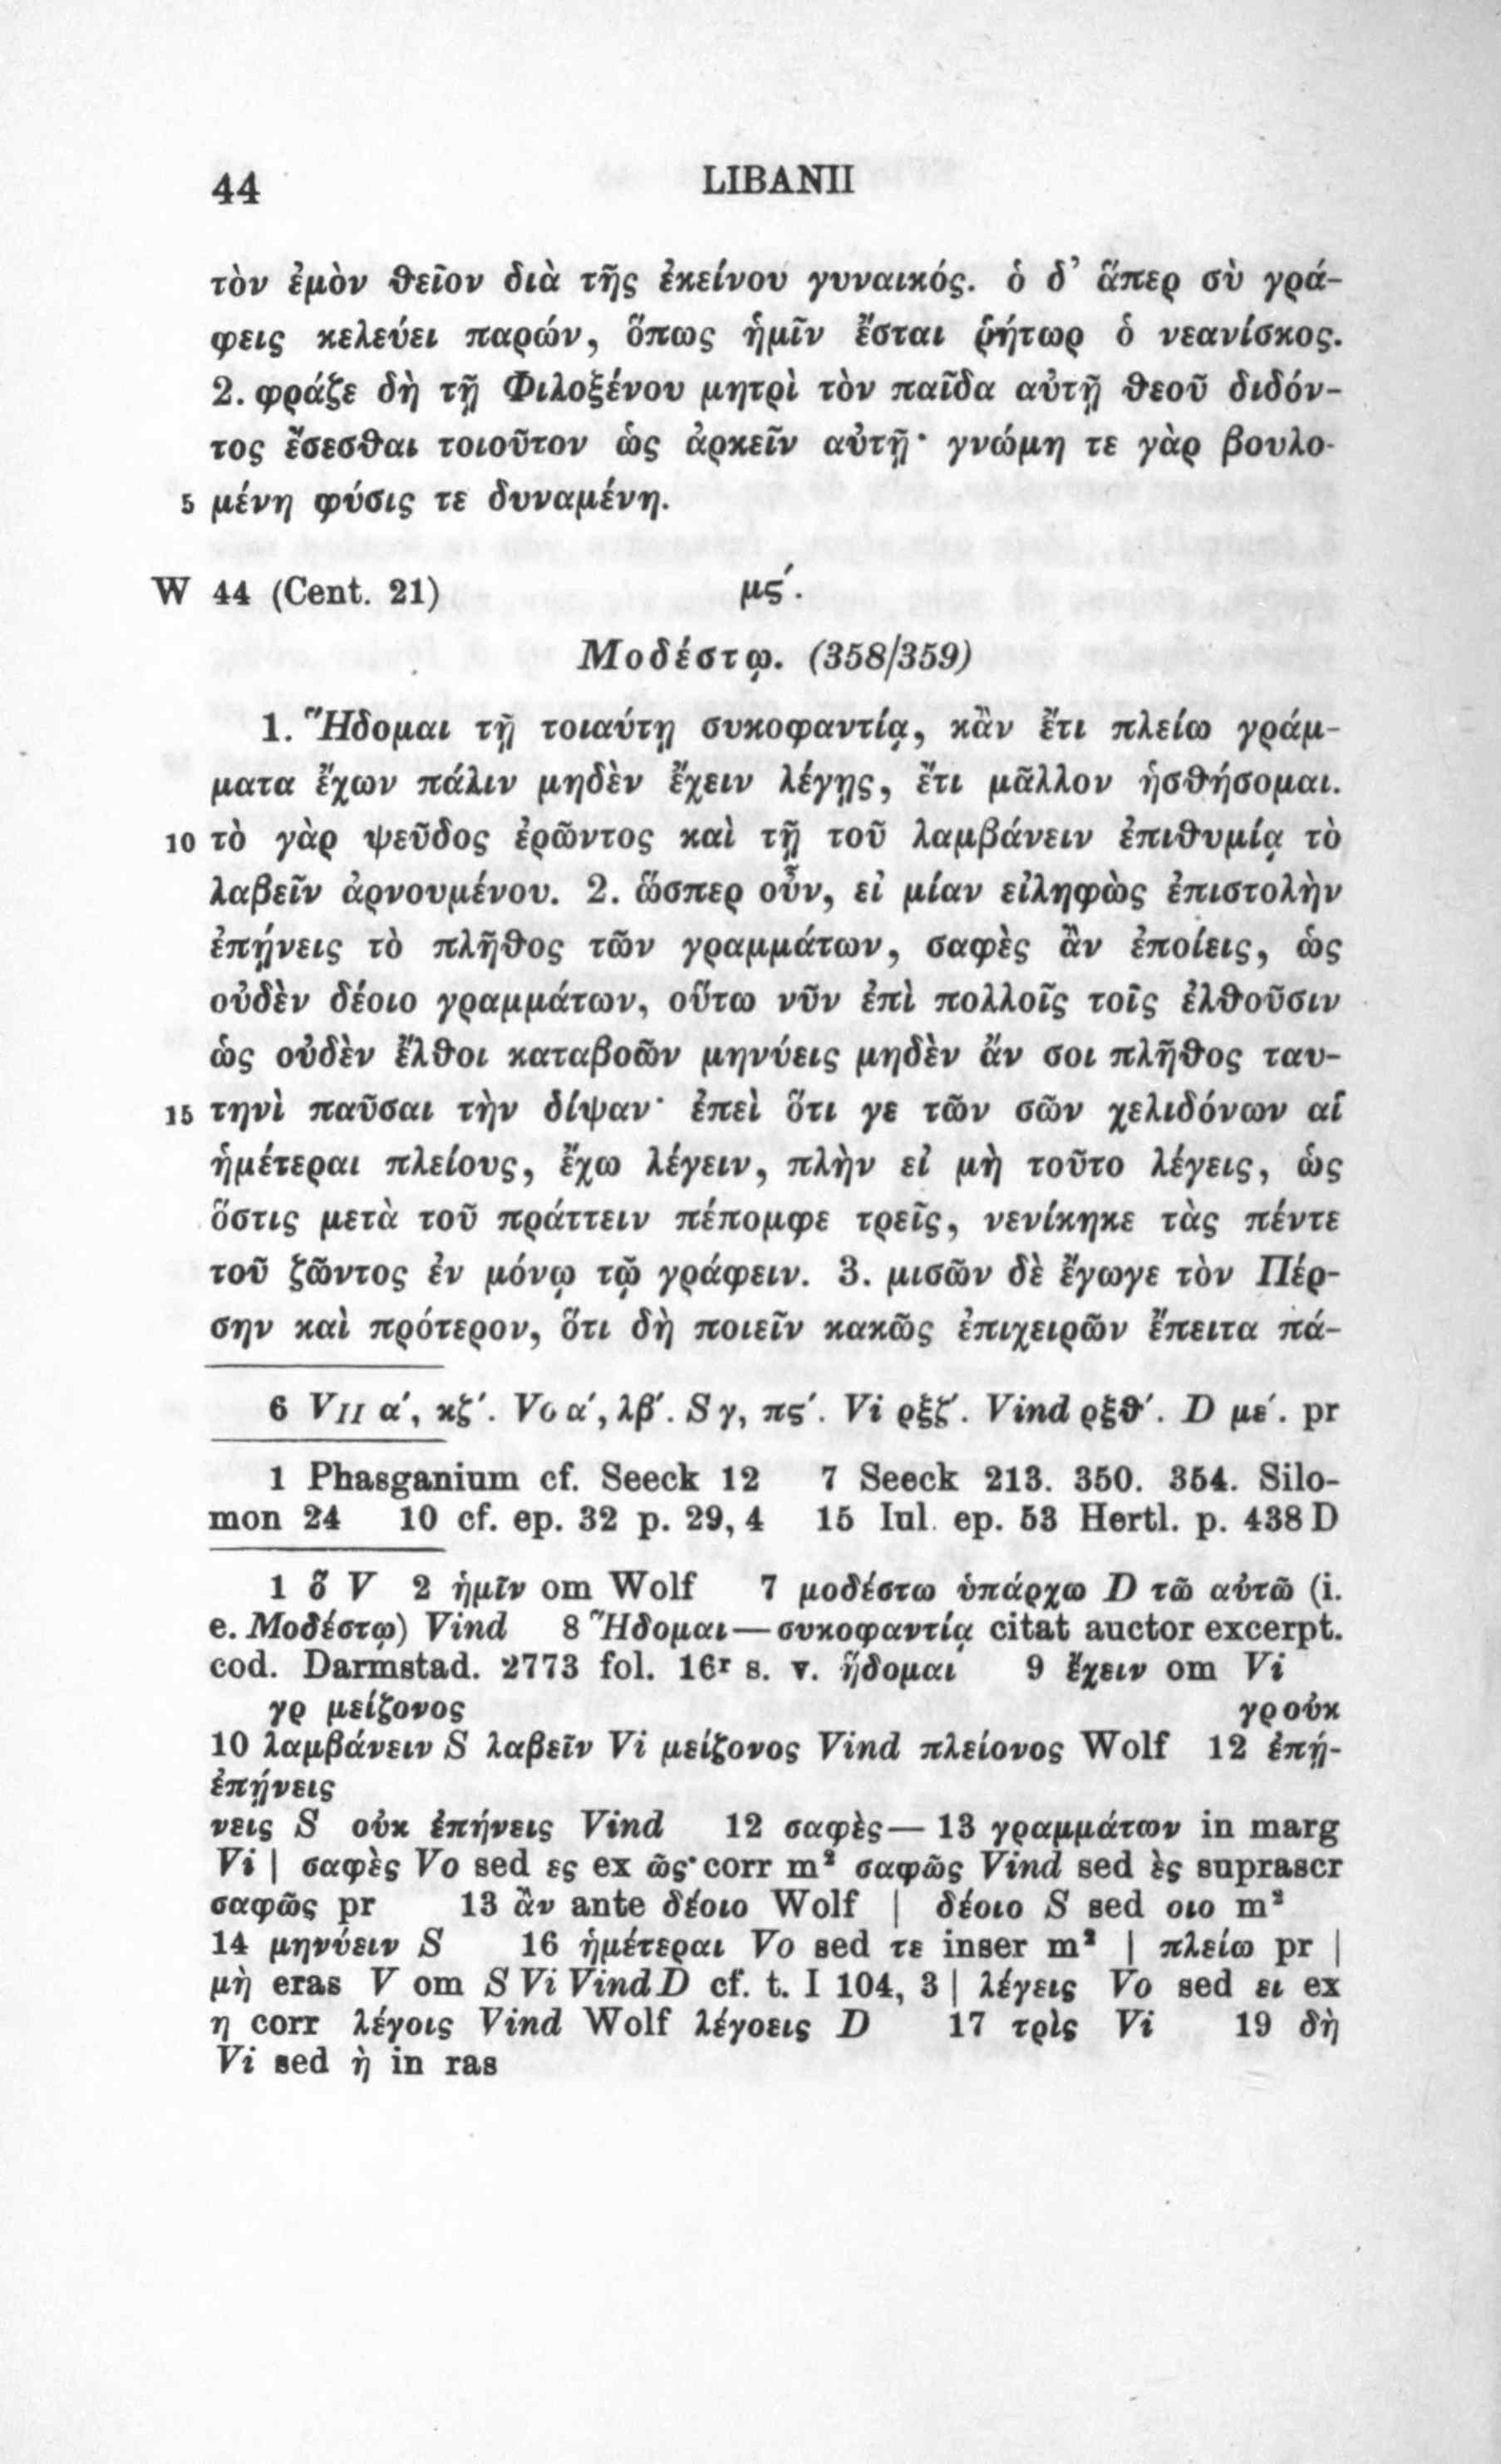 44 LIBANII
τὸν ἐμὸν θεῖον διὰ τῆς ἐκείνου γυναικός. ὁ δ’ ἅπερ σὺ γρά-
φεις κελεύει παρών, ὅπως ἡμῖν ἔσται ῥήτωρ ὁ νεανίσκος.
2. φράζε δὴ τῇ Φιλοξένου μητρὶ τὸν παῖδα αὐτῇ θεοῦ διδόν-
τος ἔσεσθαι τοιοῦτον ὡς ἀρκεῖν αὐτῇ· γνώμη τε γὰρ βουλο-
5 μένη φύσις τε δυναμένη.
W 44 (Cent. 21) μϛ′.
Μοδέστῳ. (358/359)
1. Ἥδομαι τῇ τοιαύτῃ συκοφαντίᾳ, κἂν ἔτι πλείω γράμ-
ματα ἔχων πάλιν μηδὲν ἔχειν λέγῃς, ἔτι μᾶλλον ἡσθήσομαι.
10 τὸ γὰρ ψεῦδος ἐρῶντος καὶ τῇ τοῦ λαμβάνειν ἐπιθυμίᾳ τὸ
λαβεῖν ἀρνουμένου. 2. ὥσπερ οὖν, εἰ μίαν εἰληφὼς ἐπιστολὴν
ἐπῄνεις τὸ πλῆθος τῶν γραμμάτων, σαφὲς ἂν ἐποίεις, ὡς
οὐδὲν δέοιο γραμμάτων, οὕτω νῦν ἐπὶ πολλοῖς τοῖς ἐλθοῦσιν
ὡς οὐδὲν ἔλθοι καταβοῶν μηνύεις μηδὲν ἄν σοι πλῆθος ταυ-
15 τηνὶ παῦσαι τὴν δίψαν· ἐπεὶ ὅτι γε τῶν σῶν χελιδόνων αἱ
ἡμέτεραι πλείους, ἔχω λέγειν, πλὴν εἰ μὴ τοῦτο λέγεις, ὡς
ὅστις μετὰ τοῦ πράττειν πέπομφε τρεῖς, νενίκηκε τὰς πέντε
τοῦ ζῶντος ἐν μόνῳ τῷ γράφειν. 3. μισῶν δὲ ἔγωγε τὸν Πέρ-
σην καὶ πρότερον, ὅτι δὴ ποιεῖν κακῶς ἐπιχειρῶν ἔπειτα πά-
6 VII α′, κζ′. Vo α′, λβ′. S γ, πϛ′. Vi ρξζ′. Vind ρξθ′. D με′. pr
1 Phasganium cf. Seeck 12 7 Seeck 213. 350. 354. Silo-
mon 24 10 cf. ep. 32 p. 29, 4 15 Iul. ep. 53 Hertl. p. 438 D
1 ὃ V 2 ἡμῖν om Wolf 7 μοδέστω ὑπάρχω D τῶ αὐτῶ (i.
e. Μοδέστῳ) Vind 8 Ἥδομαι—συκοφαντίᾳ citat auctor excerpt.
cod. Darmstad. 2773 fol. 16r s. v. ἥδομαι 9 ἔχειν om Vi
γρ μείζονος γρ οὐκ
10 λαμβάνειν S λαβεῖν Vi μείζονος Vind πλείονος Wolf 12 ἐπῄ-
ἐπῄνεις
νεις S οὐκ ἐπήνεις Vind 12 σαφὲς—13 γραμμάτων in marg
Vi | σαφὲς Vo sed ες ex ῶς corr m² σαφῶς Vind sed ὲς suprascr
σαφῶς pr 13 ἂν ante δέοιο Wolf | δέοιο S sed οιο m²
14 μηνύειν S 16 ἡμέτεραι Vo sed τε inser m² | πλείω pr |
μὴ eras V om S Vi Vind D cf. t. I 104, 3 | λέγεις Vo sed ει ex
η corr λέγοις Vind Wolf λέγοεις D 17 τρὶς Vi 19 δὴ
Vi sed ὴ in ras